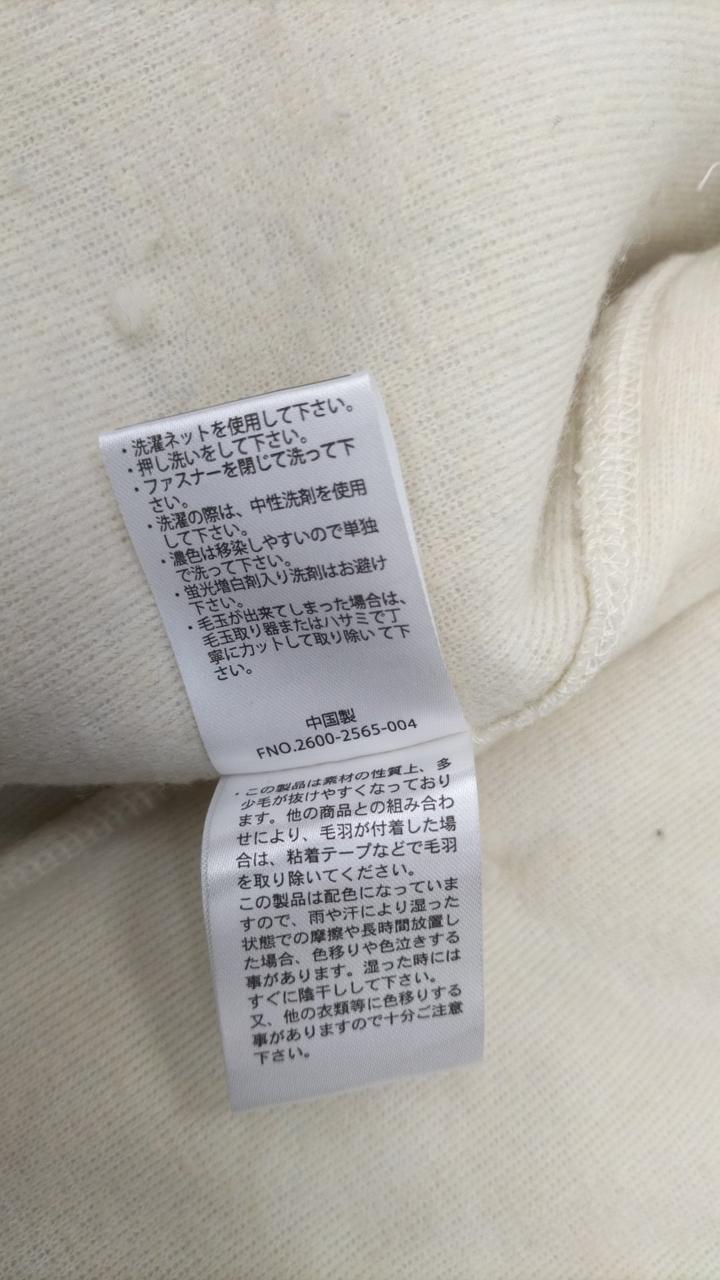 ・洗濯ネットを使用して下さい。
・押し洗いをして下さい。
・ファスナーを閉じて洗って下
さい。
・洗濯の際は、中性洗剤を使用
して下さい。
・濃色は移染しやすいので単独
で洗って下さい。
・蛍光増白剤入り洗剤はお避け
下さい。
・毛玉が出来てしまった場合は、
毛玉取り器またはハサミで丁
寧にカットして取り除いて下
さい。
中国製
FNO.2600-2565-004
・この製品は素材の性質上、多
少毛が抜けやすくなっており
ます。他の商品との組み合わ
せにより、毛羽が付着した場
合は、粘着テープなどで毛羽
を取り除いてください。
この製品は配色になっていま
すので、雨や汗により湿った
状態での摩擦や長時間放置し
た場合、色移りや色泣きする
事があります。湿った時には
すぐに陰干しして下さい。
又、他の衣類等に色移りする
事がありますので十分ご注意
下さい。